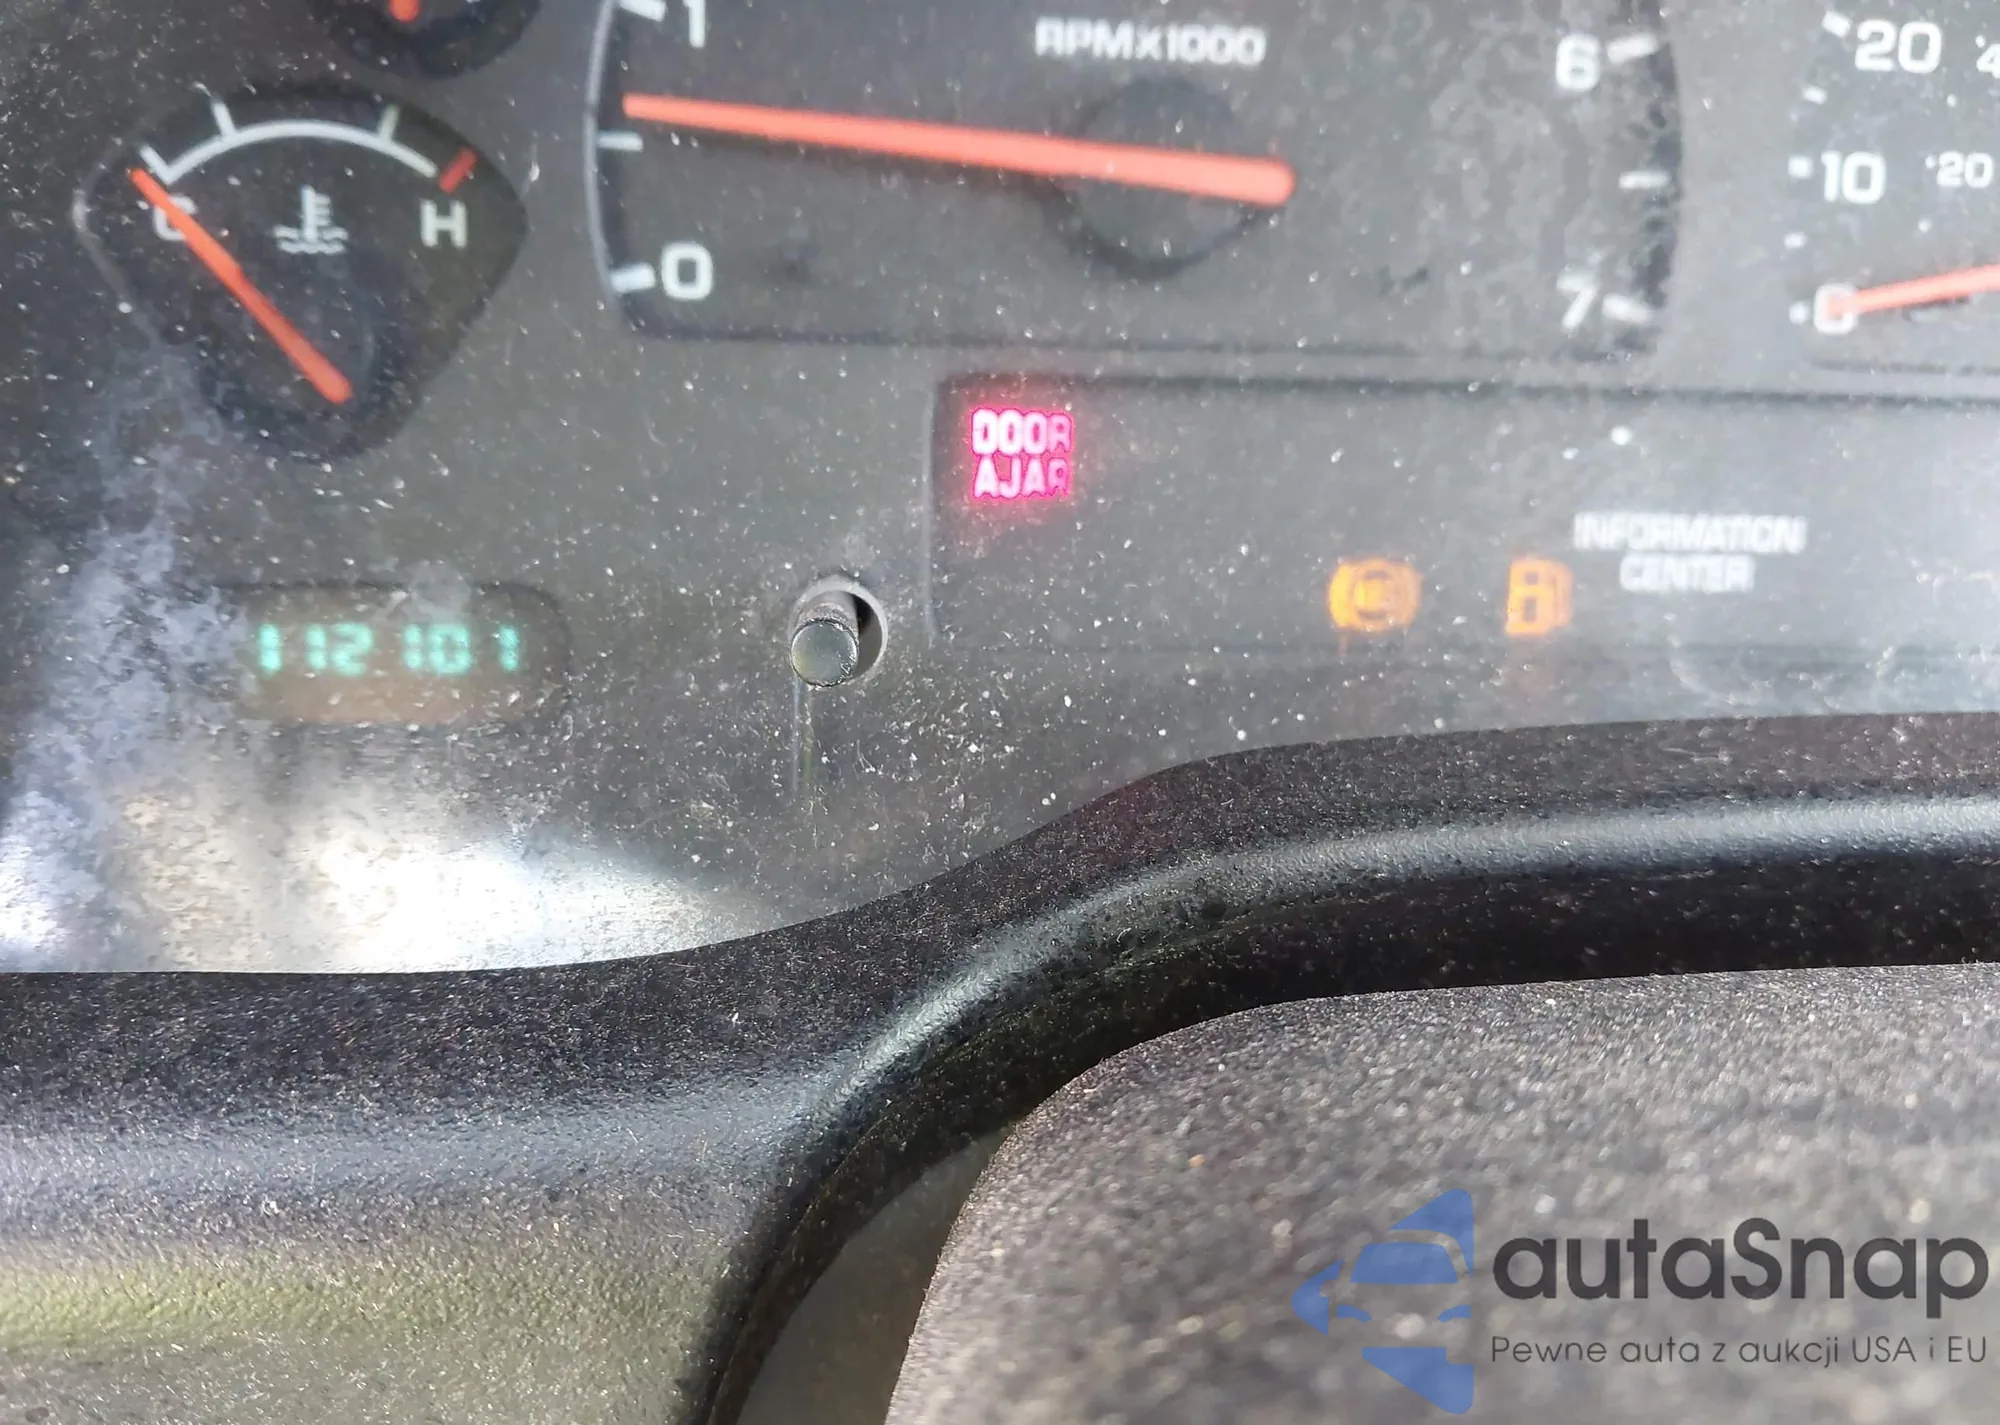 1
RPMX1000
6
20
10
20
C
H
0
7
0
DOOR
AJAR
INFORMATION
CENTER
ABS
112101
autaSnap
Pewne auta z aukcji USA i EU